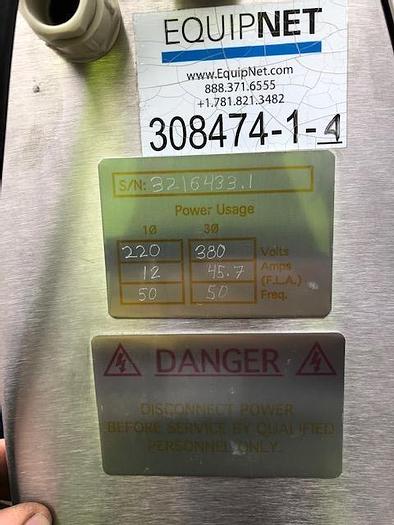 EQUIPNET
www.EquipNet.com
888.371.6555
+1.781.821.3482
308474-1-1
S/N: 3216433.1
Power Usage
1Ø 3Ø
220 380 Volts
12 45.7 Amps
(F.L.A.)
50 50 Freq.
DANGER
DISCONNECT POWER
BEFORE SERVICE BY QUALIFIED
PERSONNEL ONLY.